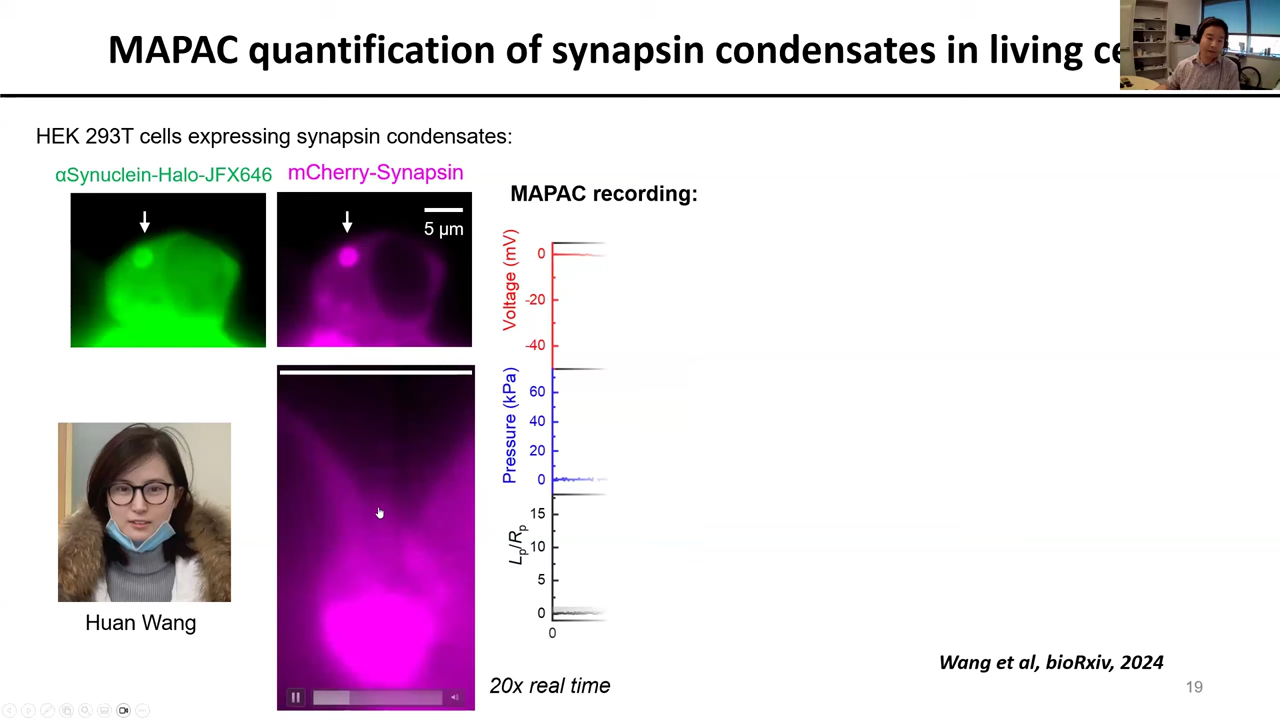 MAPAC quantification of synapsin condensates in living ce
HEK 293T cells expressing synapsin condensates:
αSynuclein-Halo-JFX646
mCherry-Synapsin
5 µm
MAPAC recording:
Voltage (mV)
0
-20
-40
Pressure (kPa)
60
40
20
0
Lp/Rp
15
10
5
0
0
Huan Wang
20x real time
Wang et al, bioRxiv, 2024
19